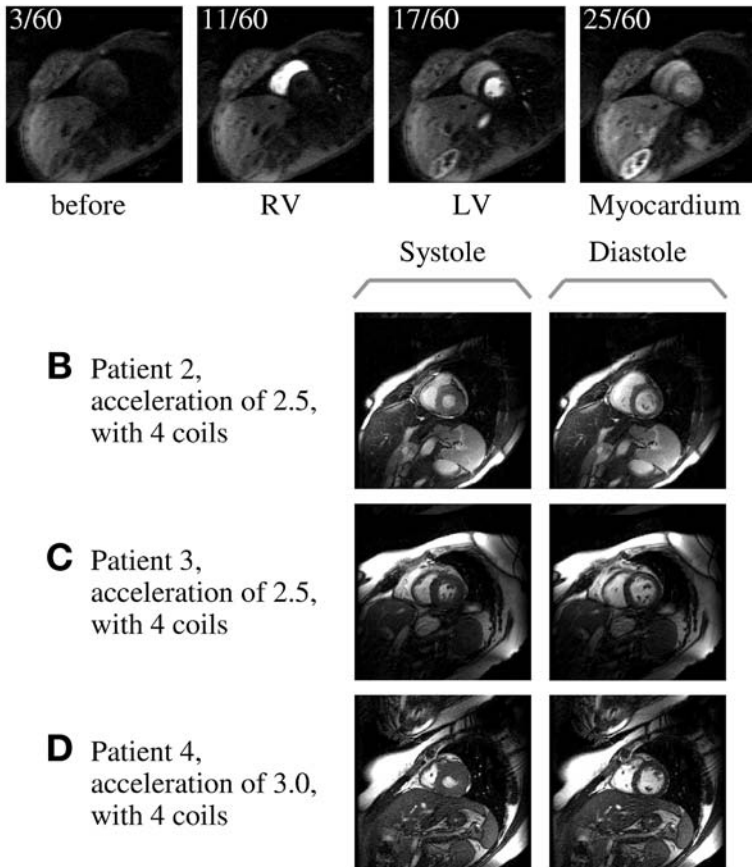 3/60 11/60 17/60 25/60
before RV LV Myocardium
Systole Diastole
B Patient 2,
acceleration of 2.5,
with 4 coils
C Patient 3,
acceleration of 2.5,
with 4 coils
D Patient 4,
acceleration of 3.0,
with 4 coils